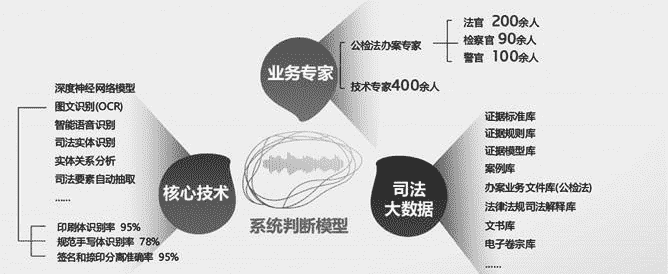 业务专家
公检法办案专家
法官 200余人
检察官 90余人
警官 100余人
技术专家400余人
深度神经网络模型
图文识别(OCR)
智能语音识别
司法实体识别
实体关系分析
司法要素自动抽取
......
印刷体识别率 95%
规范手写体识别率 78%
签名和捺印分离准确率 95%
核心技术
系统判断模型
司法
大数据
证据标准库
证据规则库
证据模型库
案例库
办案业务文件库(公检法)
法律法规司法解释库
文书库
电子卷宗库
......